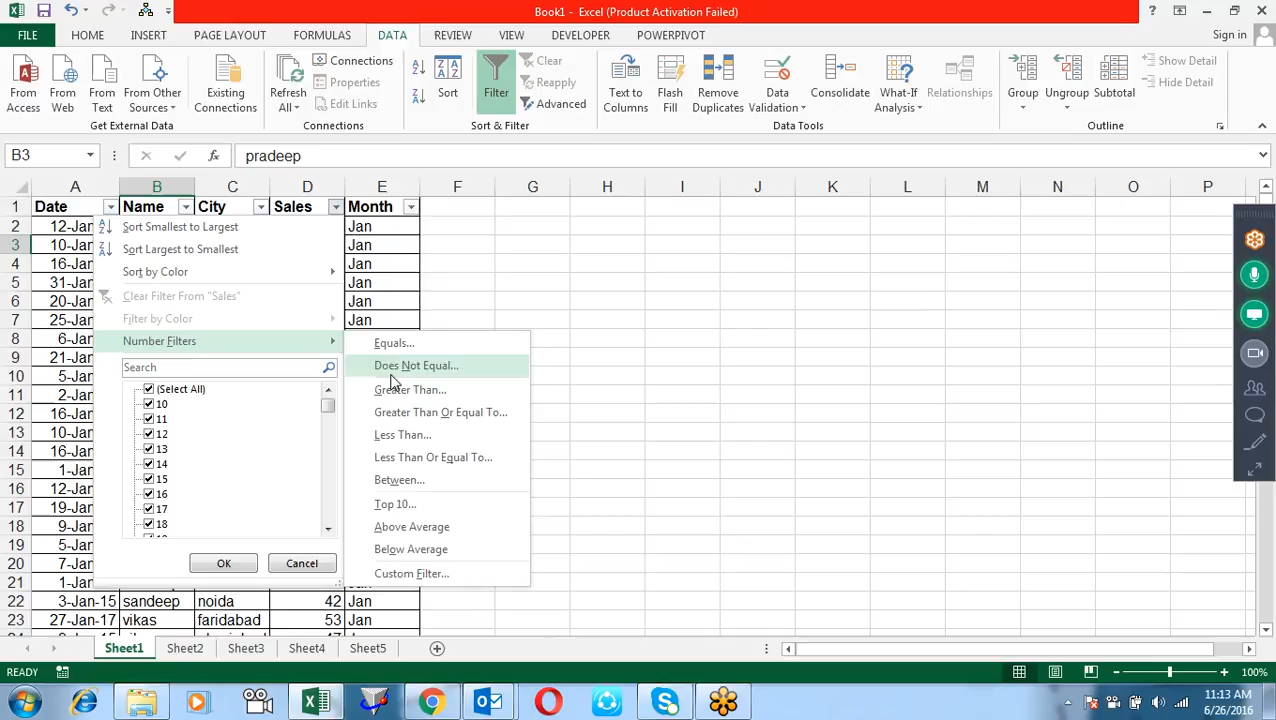 Book1 - Excel (Product Activation Failed)
FILE HOME INSERT PAGE LAYOUT FORMULAS DATA REVIEW VIEW DEVELOPER POWERPIVOT Sign in
From Access
From Web
From Text
From Other Sources
Existing Connections
Get External Data
Refresh All
Connections
Properties
Edit Links
Connections
Sort
Filter
Clear
Reapply
Advanced
Sort & Filter
Text to Columns
Flash Fill
Remove Duplicates
Data Validation
Consolidate
What-If Analysis
Relationships
Data Tools
Group
Ungroup
Subtotal
Show Detail
Hide Detail
Outline
B3 fx pradeep
A B C D E F G H I J K L M N O P
1 Date Name City Sales Month
2 12-Jan Jan
3 10-Jan Jan
4 16-Jan Jan
5 31-Jan Jan
6 20-Jan Jan
7 25-Jan Jan
8 6-Jan
9 21-Jan
10 5-Jan
11 2-Jan
12 16-Jan
13 10-Jan
14 16-Jan
15 1-Jan
16 12-Jan
17 19-Jan
18 9-Jan
19 5-Jan
20 7-Jan
21 1-Jan
22 3-Jan-15 sandeep noida 42 Jan
23 27-Jan-17 vikas faridabad 53 Jan
Sort Smallest to Largest
Sort Largest to Smallest
Sort by Color
Clear Filter From "Sales"
Filter by Color
Number Filters
Search
(Select All)
10
11
12
13
14
15
16
17
18
OK Cancel
Equals...
Does Not Equal...
Greater Than...
Greater Than Or Equal To...
Less Than...
Less Than Or Equal To...
Between...
Top 10...
Above Average
Below Average
Custom Filter...
Sheet1 Sheet2 Sheet3 Sheet4 Sheet5
READY 100%
11:13 AM
6/26/2016